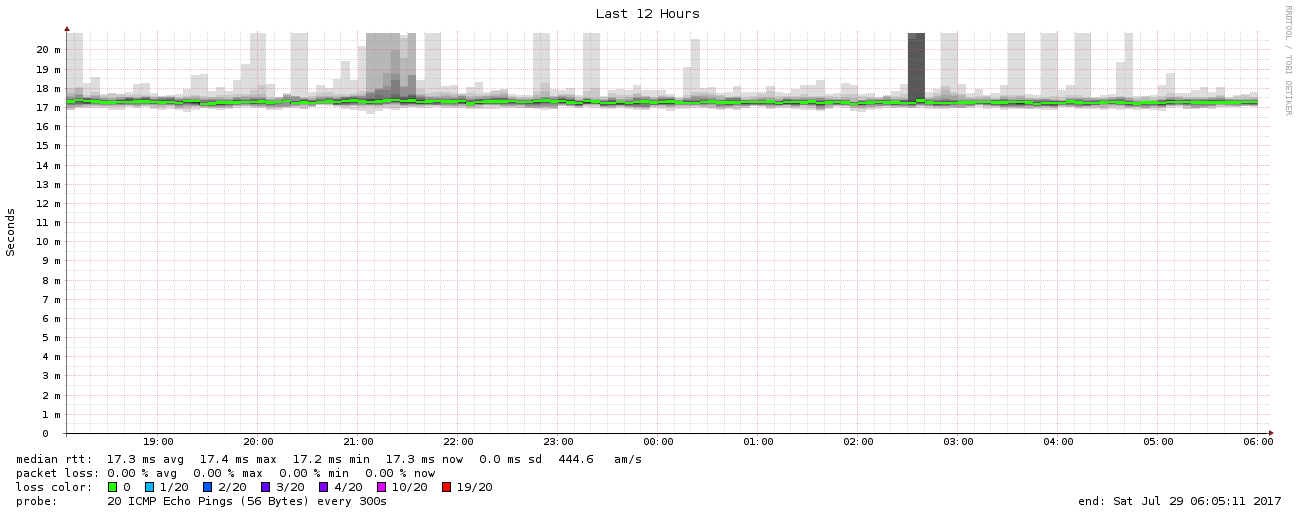 Last 12 Hours
RRDTOOL / TOBI OETIKER
Seconds
20 m
19 m
18 m
17 m
16 m
15 m
14 m
13 m
12 m
11 m
10 m
9 m
8 m
7 m
6 m
5 m
4 m
3 m
2 m
1 m
0
19:00 20:00 21:00 22:00 23:00 00:00 01:00 02:00 03:00 04:00 05:00 06:00
median rtt: 17.3 ms avg 17.4 ms max 17.2 ms min 17.3 ms now 0.0 ms sd 444.6 am/s
packet loss: 0.00 % avg 0.00 % max 0.00 % min 0.00 % now
loss color: 0 1/20 2/20 3/20 4/20 10/20 19/20
probe: 20 ICMP Echo Pings (56 Bytes) every 300s end: Sat Jul 29 06:05:11 2017